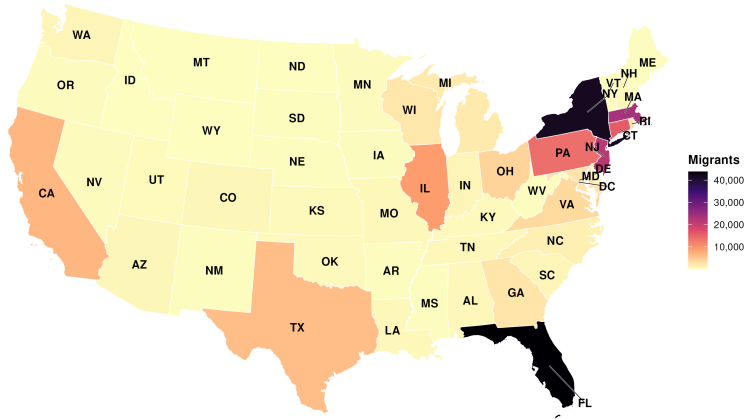 WA
MT
ND
ME
OR
ID
MN
MI
VT
NH
NY
MA
WI
SD
WY
RI
CT
NJ
PA
IA
NE
OH
DE
MD
DC
NV
UT
CO
IL
IN
WV
CA
KS
MO
VA
KY
NC
TN
OK
AZ
NM
AR
SC
MS
AL
GA
TX
LA
FL
Migrants
40,000
30,000
20,000
10,000